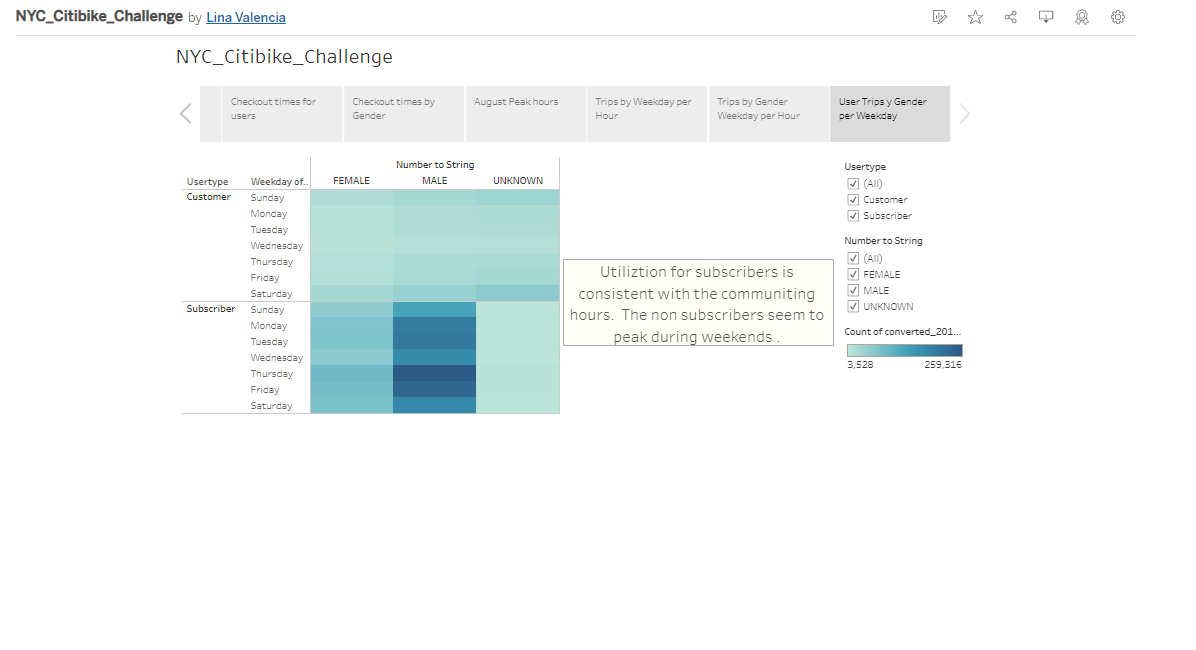 NYC_Citibike_Challenge by Lina Valencia
NYC_Citibike_Challenge
Checkout times for
users
Checkout times by
Gender
August Peak hours
Trips by Weekday per
Hour
Trips by Gender
Weekday per Hour
User Trips y Gender
per Weekday
Number to String
Usertype Weekday of.. FEMALE MALE UNKNOWN
Customer Sunday
Monday
Tuesday
Wednesday
Thursday
Friday
Saturday
Subscriber Sunday
Monday
Tuesday
Wednesday
Thursday
Friday
Saturday
Utiliztion for subscribers is
consistent with the communiting
hours. The non subscribers seem to
peak during weekends .
Usertype
(All)
Customer
Subscriber
Number to String
(All)
FEMALE
MALE
UNKNOWN
Count of converted_201...
3,528 259,316